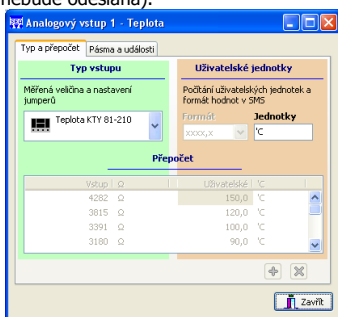 nebude odeslána).
Analogový vstup 1 - Teplota
Typ a přepočet Pásma a události
Typ vstupu
Měřená veličina a nastavení
jumperů
Teplota KTY 81-210
Uživatelské jednotky
Počítání uživatelských jednotek a
formát hodnot v SMS
Formát Jednotky
xxxx,x 'C
Přepočet
Vstup Ω Uživatelské 'C
4282 Ω 150,0 'C
3815 Ω 120,0 'C
3391 Ω 100,0 'C
3180 Ω 90,0 'C
Zavřít